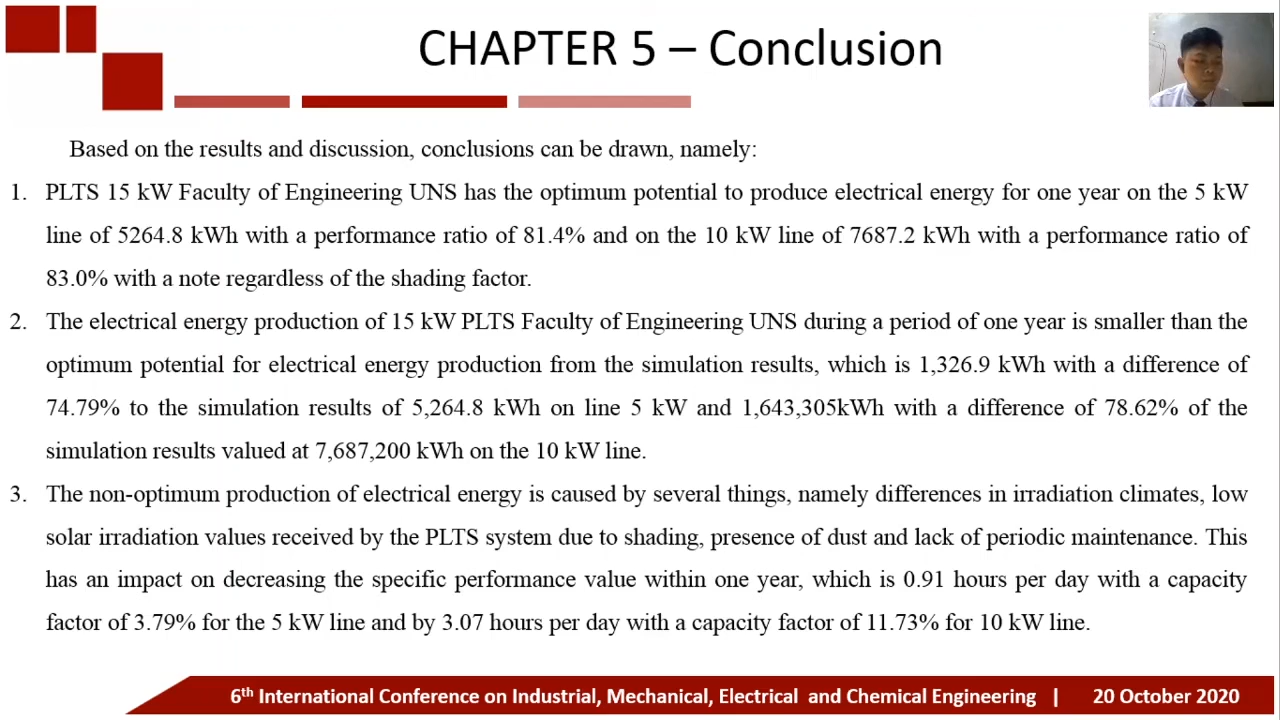 CHAPTER 5 – Conclusion
Based on the results and discussion, conclusions can be drawn, namely:
1. PLTS 15 kW Faculty of Engineering UNS has the optimum potential to produce electrical energy for one year on the 5 kW
line of 5264.8 kWh with a performance ratio of 81.4% and on the 10 kW line of 7687.2 kWh with a performance ratio of
83.0% with a note regardless of the shading factor.
2. The electrical energy production of 15 kW PLTS Faculty of Engineering UNS during a period of one year is smaller than the
optimum potential for electrical energy production from the simulation results, which is 1,326.9 kWh with a difference of
74.79% to the simulation results of 5,264.8 kWh on line 5 kW and 1,643,305kWh with a difference of 78.62% of the
simulation results valued at 7,687,200 kWh on the 10 kW line.
3. The non-optimum production of electrical energy is caused by several things, namely differences in irradiation climates, low
solar irradiation values received by the PLTS system due to shading, presence of dust and lack of periodic maintenance. This
has an impact on decreasing the specific performance value within one year, which is 0.91 hours per day with a capacity
factor of 3.79% for the 5 kW line and by 3.07 hours per day with a capacity factor of 11.73% for 10 kW line.
6th International Conference on Industrial, Mechanical, Electrical and Chemical Engineering | 20 October 2020